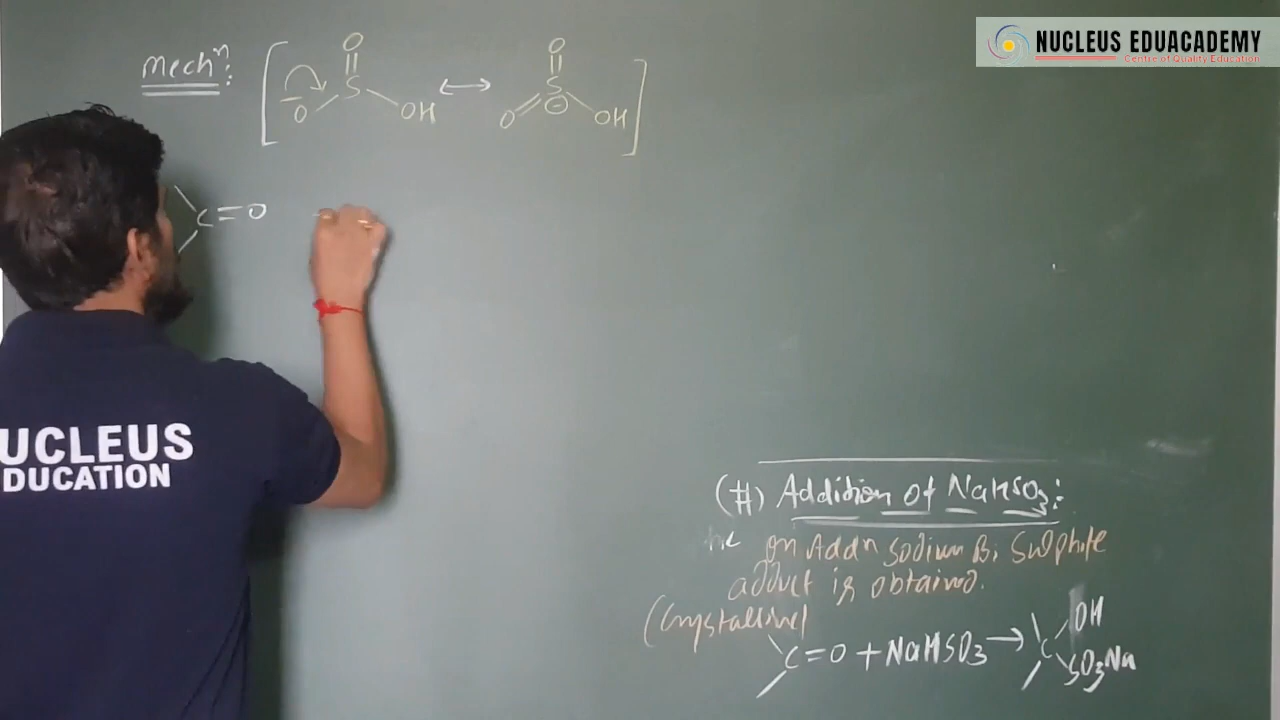 NUCLEUS EDUACADEMY
Centre of Quality Education
Mechⁿ:
O
S
O
OH
O
S
O
OH
C=O
UCLEUS
DUCATION
(#) Addition of NaHSO₃:
on Addⁿ sodium Bi Sulphite
adduct is obtained.
(Crystalline)
C=O + NaHSO₃ → C
OH
SO₃Na